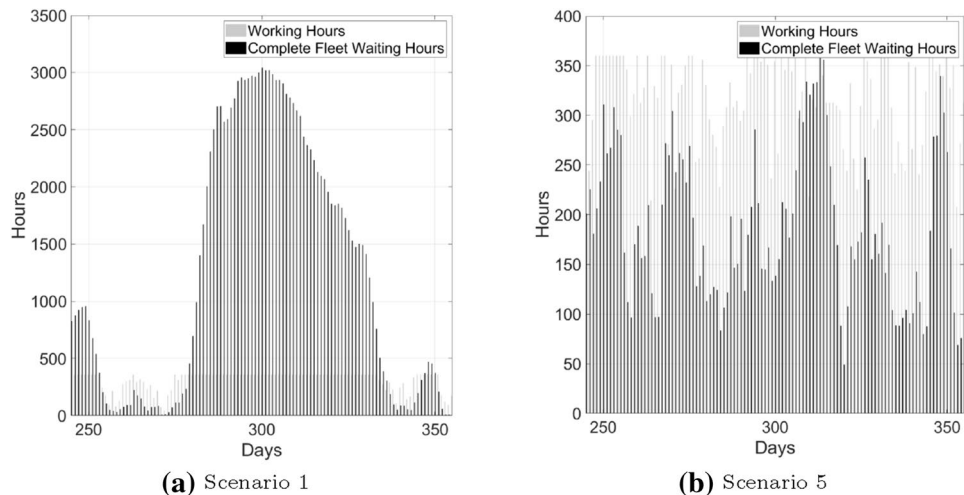 3500
3000
2500
2000
1500
1000
500
0
Hours
250
300
350
Days
Working Hours
Complete Fleet Waiting Hours
(a) Scenario 1
400
350
300
250
200
150
100
50
0
Hours
250
300
350
Days
Working Hours
Complete Fleet Waiting Hours
(b) Scenario 5